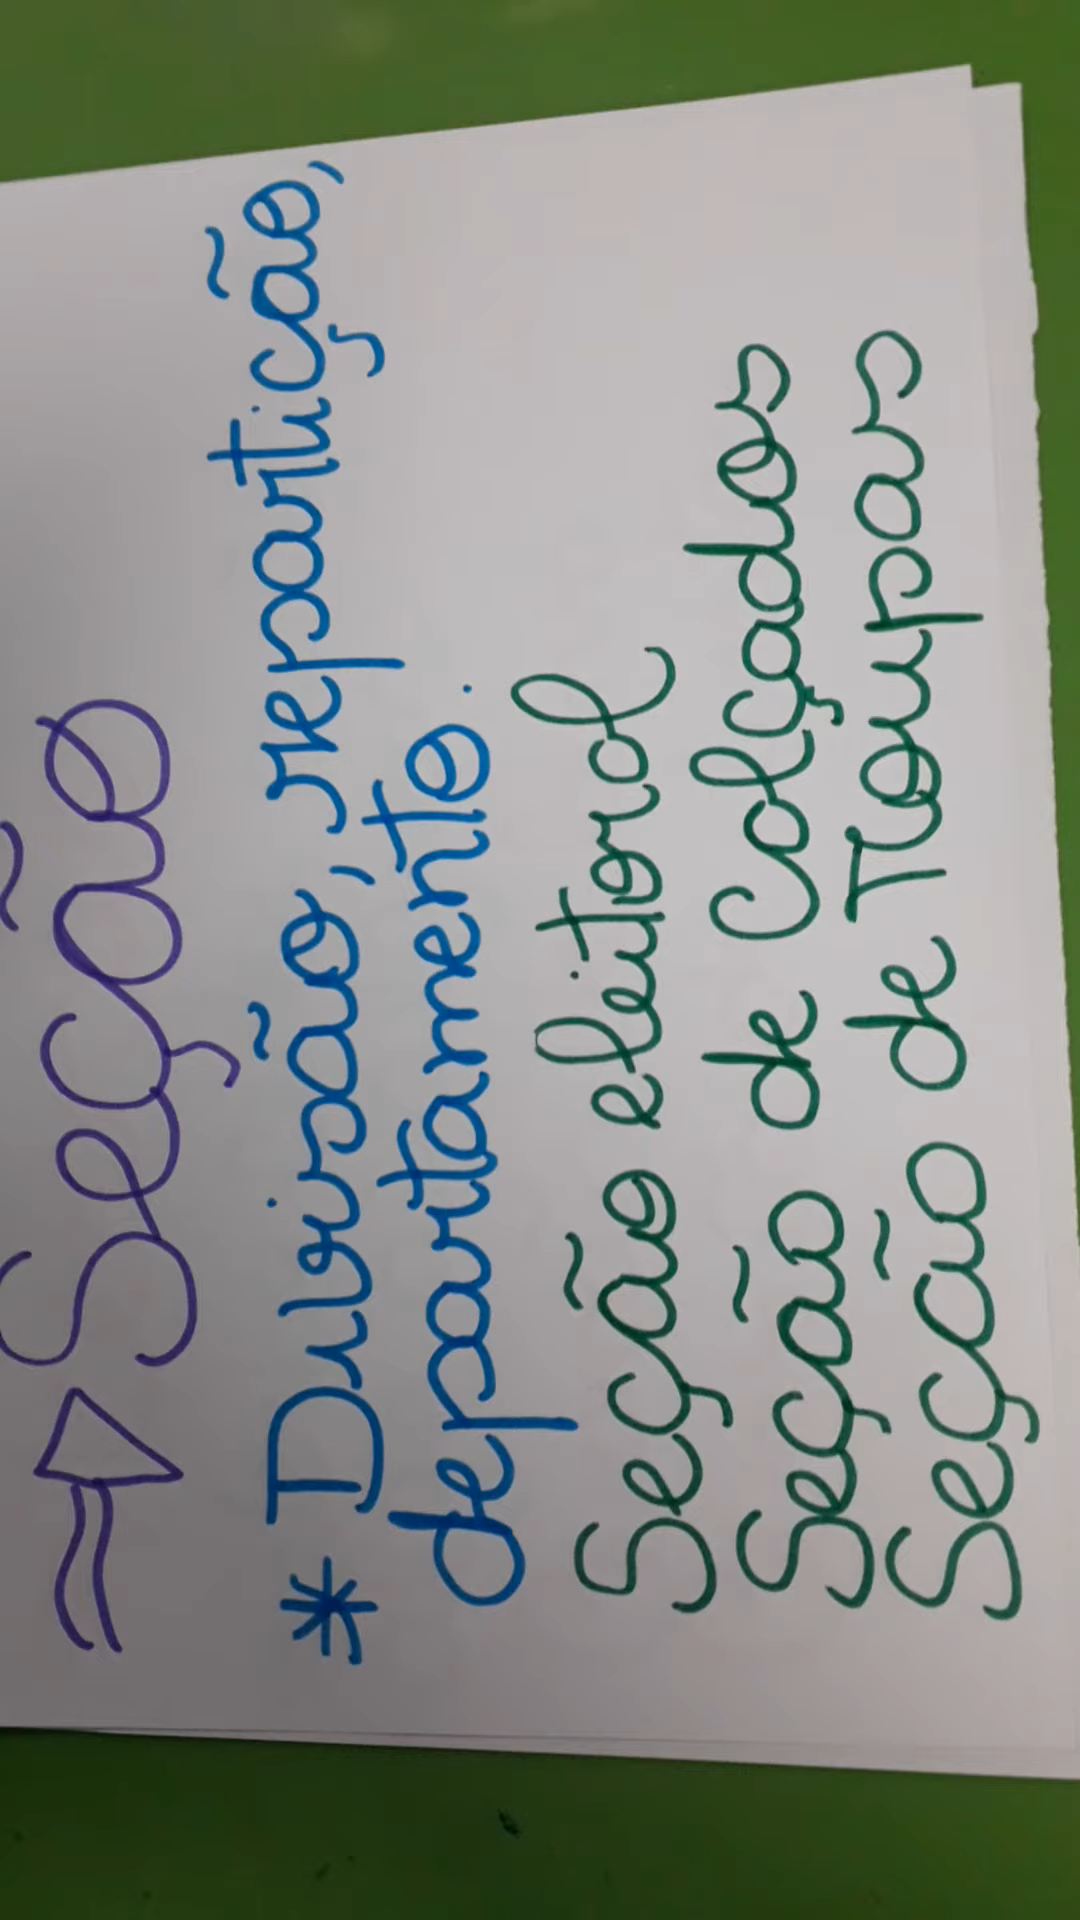 ⇒ Seção
* Divisão, repartição,
departamento.
Seção eleitoral
Seção de Calçados
Seção de Roupas